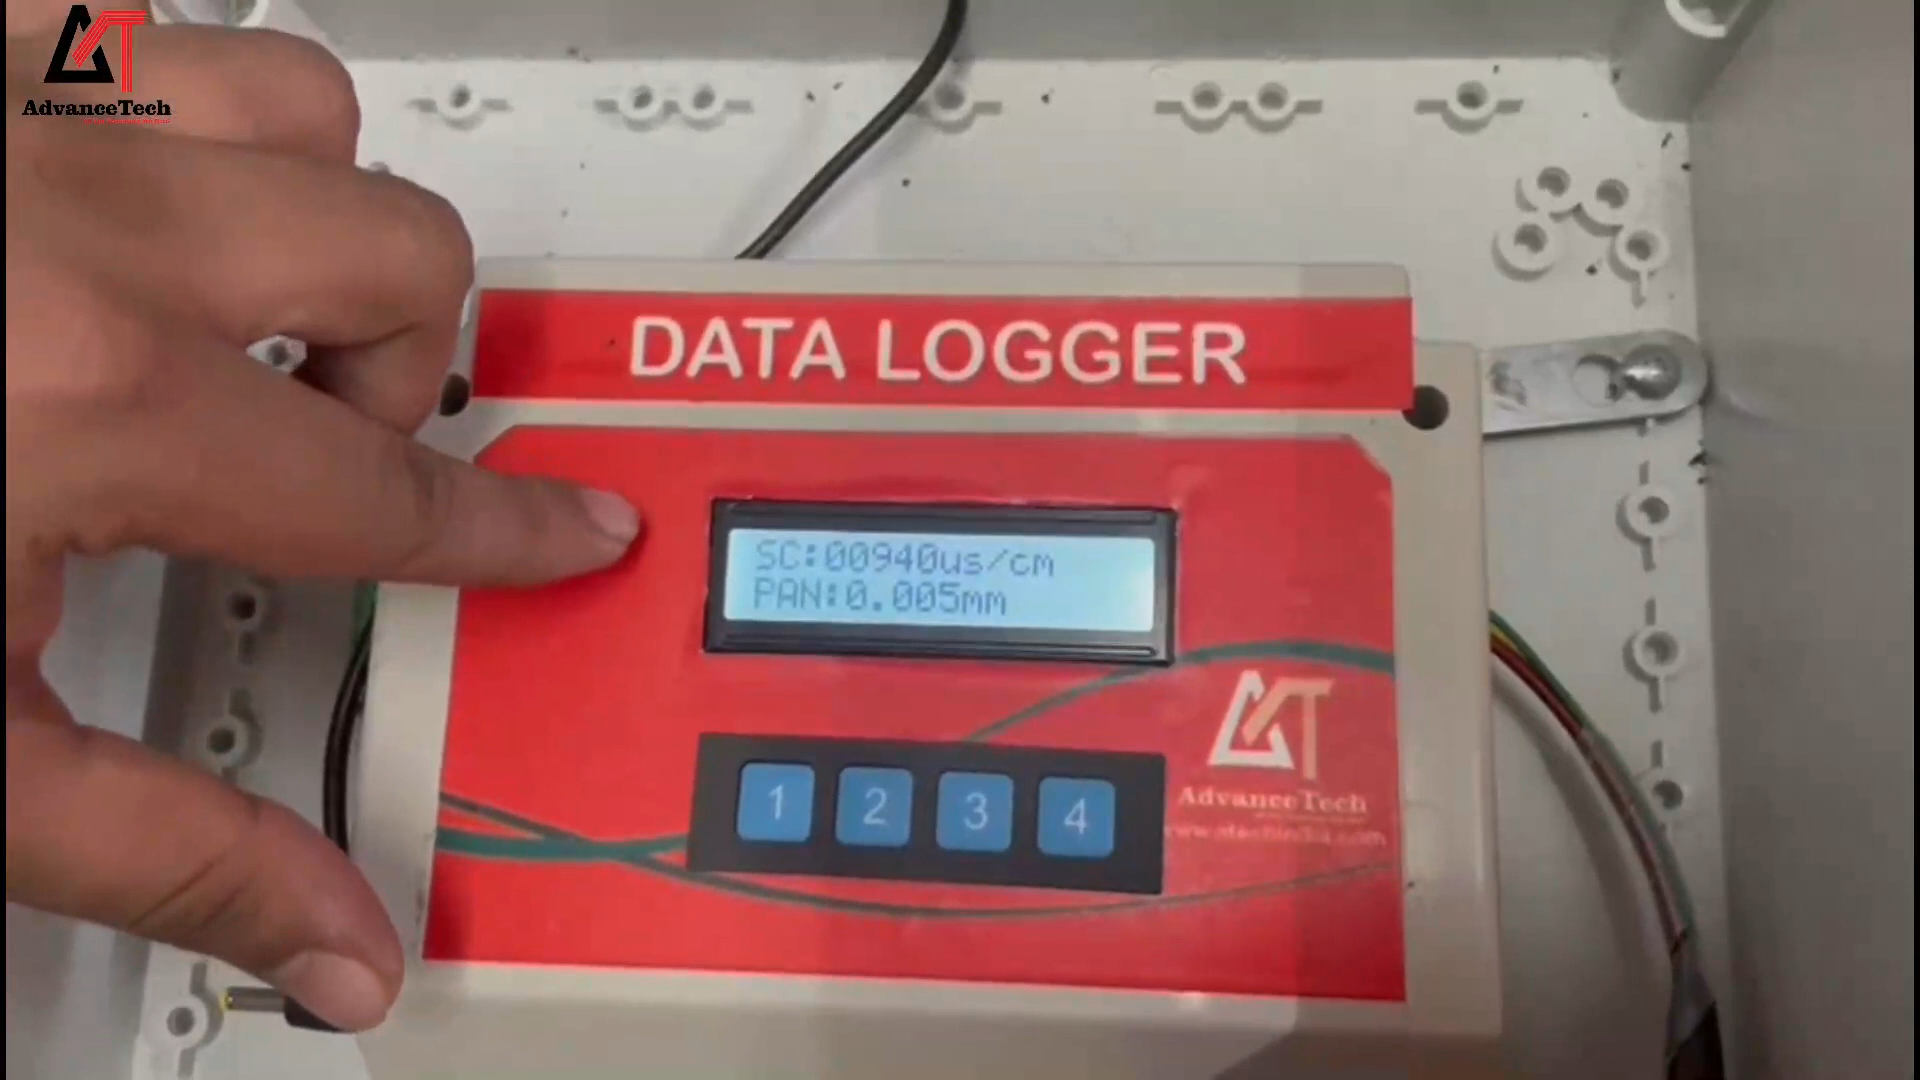 AdvanceTech
DATA LOGGER
SC:00940us/cm
PAN:0.005mm
1 2 3 4
AdvanceTech